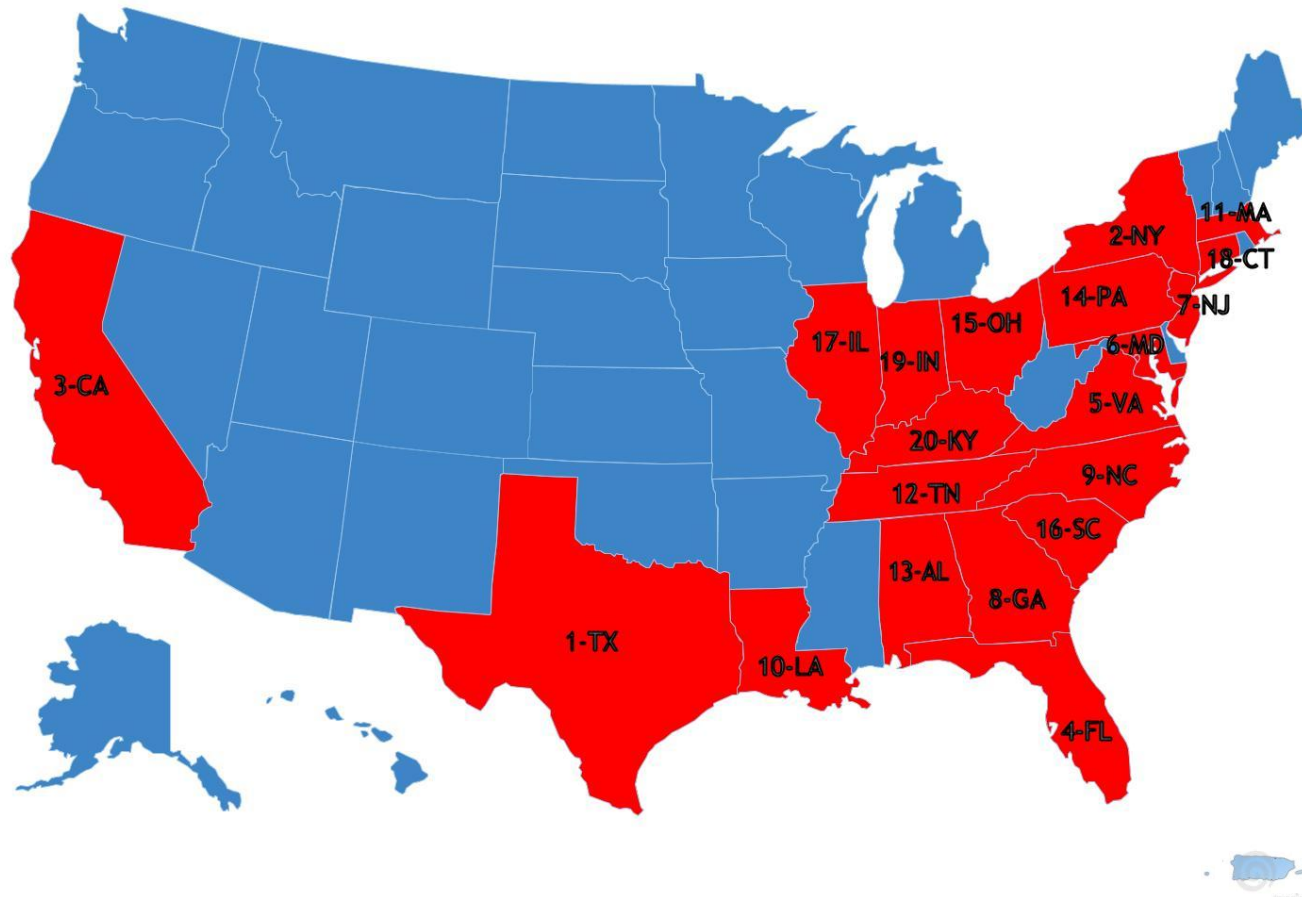 11-MA
2-NY
18-CT
14-PA
7-NJ
15-OH
17-IL
6-MD
19-IN
3-CA
5-VA
20-KY
9-NC
12-TN
16-SC
13-AL
8-GA
1-TX
10-LA
4-FL